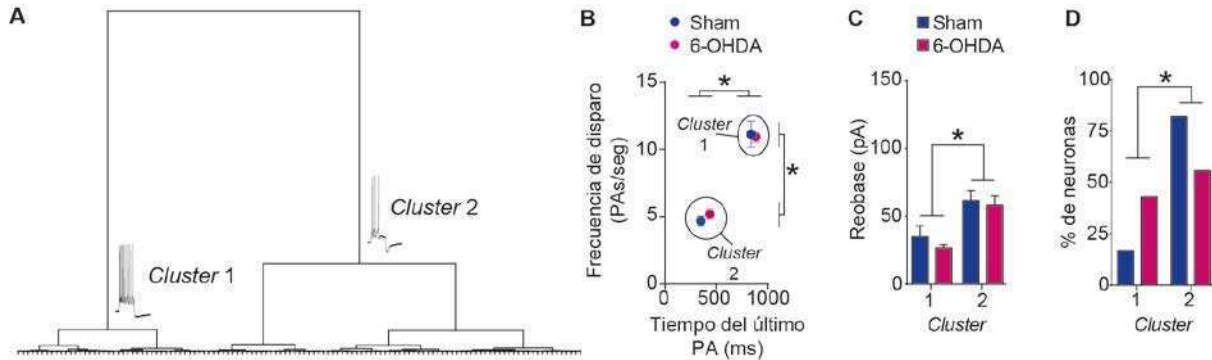 A
Cluster 1
Cluster 2
B
Sham
6-OHDA
Frecuencia de disparo
(PAs/seg)
15
10
5
0
*
*
Cluster
1
Cluster
2
0
500
1000
Tiempo del último
PA (ms)
C
Sham
6-OHDA
Reobase (pA)
150
100
50
0
*
1
2
Cluster
D
% de neuronas
100
75
50
25
0
*
1
2
Cluster